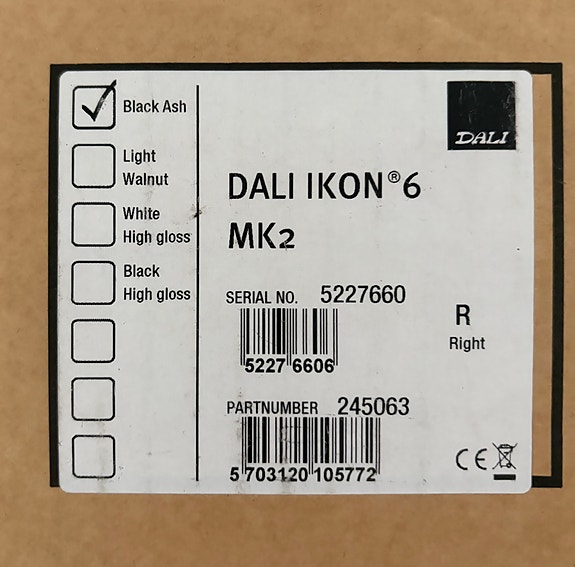 Black Ash
Light
Walnut
White
High gloss
Black
High gloss
DALI
DALI IKON®6
MK2
SERIAL NO. 5227660
5227 6606
R
Right
PARTNUMBER 245063
5 703120 105772
CE